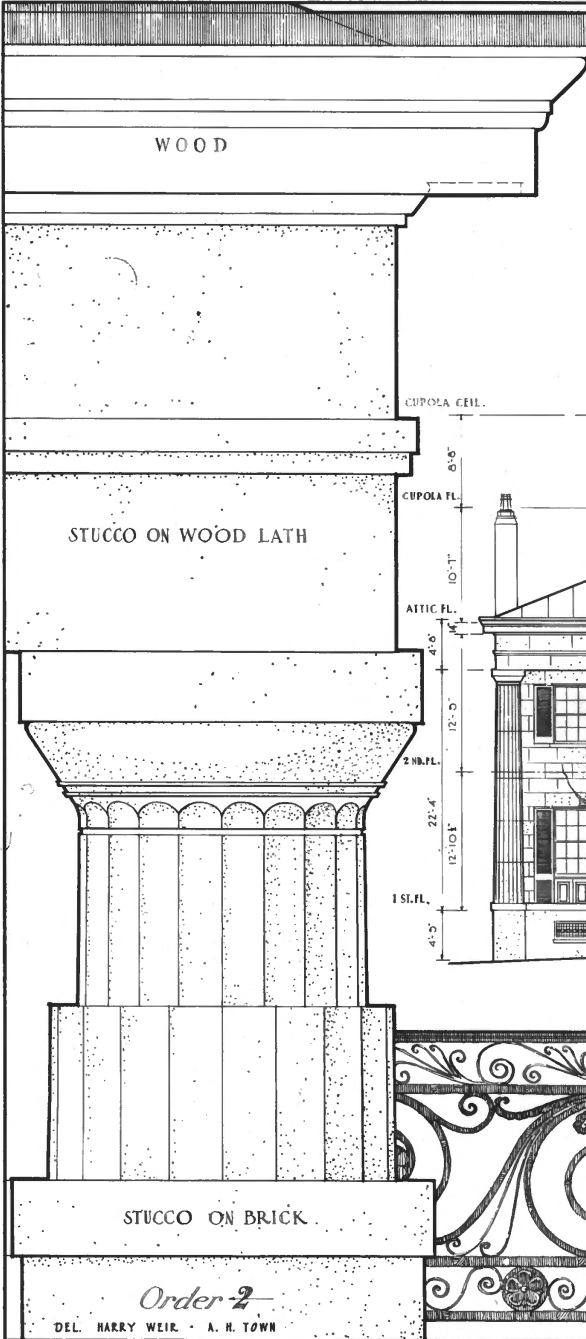 WOOD
CUPOLA CEIL.
8'-8"
CUPOLA FL.
10'-7"
ATTIC FL.
4'-8"
STUCCO ON WOOD LATH
12'-5"
2 ND. FL.
22'-4"
12'-10½"
1 ST. FL.
4'-5"
STUCCO ON BRICK
Order 2
DEL. HARRY WEIR - A. H. TOWN